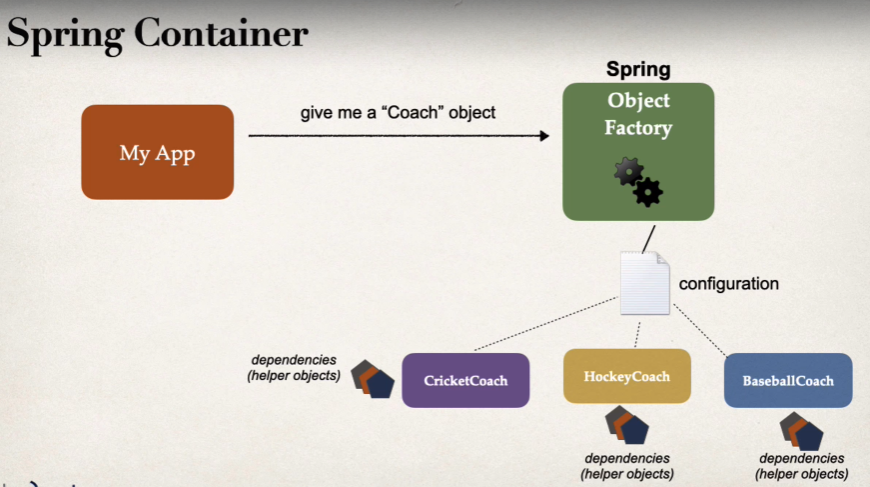 Spring Container
Spring
Object
Factory
give me a “Coach” object
My App
configuration
dependencies
(helper objects)
CricketCoach
HockeyCoach
BaseballCoach
dependencies
(helper objects)
dependencies
(helper objects)